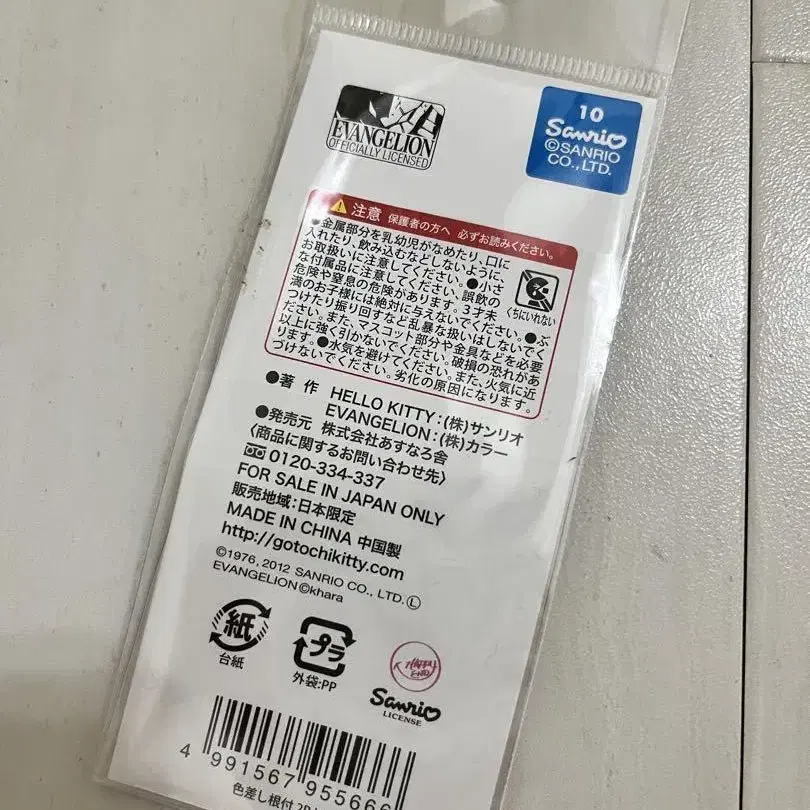 EVANGELION
OFFICIALLY LICENSED
10
Sanrio
©SANRIO
CO.,LTD.
注意 保護者の方へ 必ずお読みください。
●金属部分を乳幼児がなめたり、口に
入れたり、飲み込むなどしないように、
お取扱いに注意してください。●小さ
な付属品に注意してください。誤飲の
危険や窒息の危険があります。3才未
満のお子様には絶対に与えないでください。●ぶ
つけたり振り回すなど乱暴な扱いはしないでく
ださい。また、マスコット部分や金具などを必要
以上に強く引かないでください。破損の恐れがあ
ります。●水気を避けてください。また、火気に近
づけないでください。劣化の原因になります。
くちにいれない
●著 作 HELLO KITTY:(株)サンリオ
EVANGELION:(株)カラー
●発売元 株式会社あすなろ舎
〈商品に関するお問い合わせ先〉
0120-334-337
FOR SALE IN JAPAN ONLY
販売地域:日本限定
MADE IN CHINA 中国製
http://gotochikitty.com
©1976, 2012 SANRIO CO., LTD. Ⓛ
EVANGELION©khara
紙
台紙
プラ
外袋:PP
HAPPY
END
Sanrio
LICENSE
4 991567 955666
色差し根付